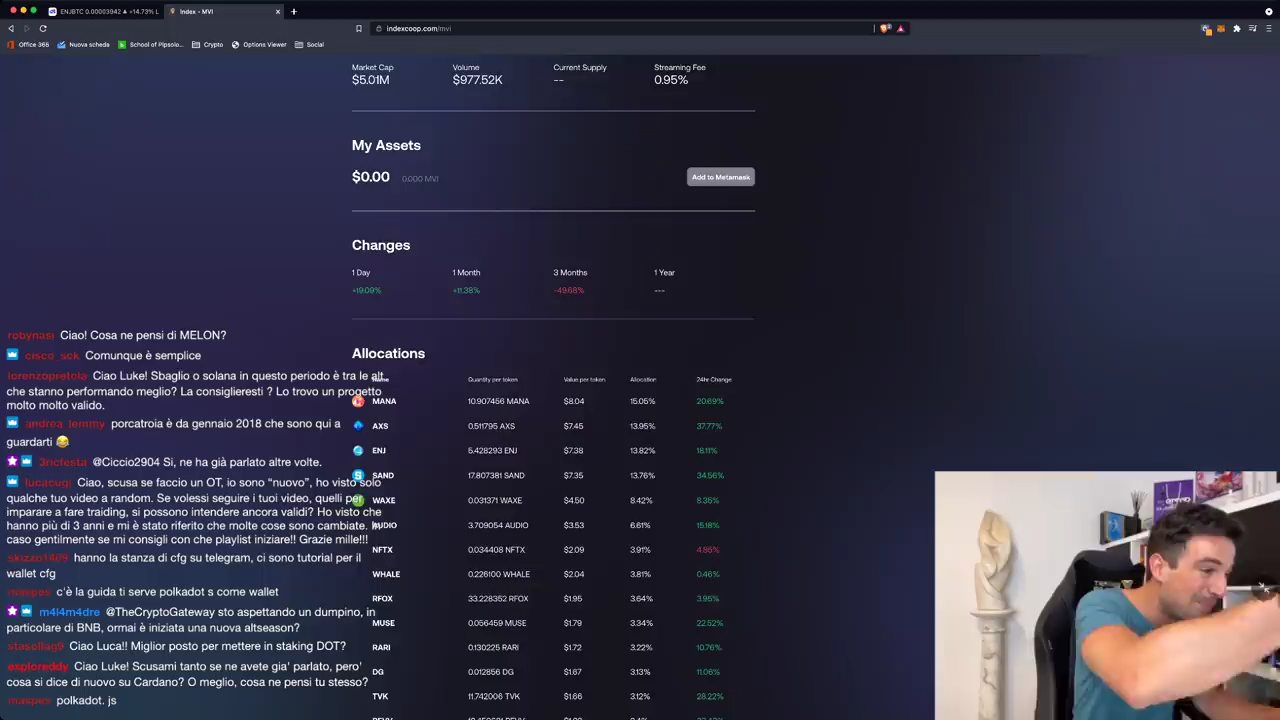 ENJBTC 0.00003942 ▲ +14.73% L
Index - MVI
indexcoop.com/mvi
Office 365
Nuova scheda
School of Pipsolo...
Crypto
Options Viewer
Social
Market Cap
Volume
Current Supply
Streaming Fee
$5.01M
$977.52K
--
0.95%
My Assets
$0.00
0.000 MVI
Add to Metamask
Changes
1 Day
1 Month
3 Months
1 Year
+19.09%
+11.38%
-49.68%
---
Allocations
Name
Quantity per token
Value per token
Allocation
24hr Change
MANA 10.907456 MANA $8.04 15.05% 20.69%
AXS 0.511795 AXS $7.45 13.95% 37.77%
ENJ 5.428293 ENJ $7.38 13.82% 18.11%
SAND 17.807381 SAND $7.35 13.76% 34.56%
WAXE 0.031371 WAXE $4.50 8.42% 8.35%
AUDIO 3.709054 AUDIO $3.53 6.61% 15.18%
NFTX 0.034408 NFTX $2.09 3.91% 4.86%
WHALE 0.226100 WHALE $2.04 3.81% 0.46%
RFOX 33.228352 RFOX $1.95 3.64% 3.95%
MUSE 0.056459 MUSE $1.79 3.34% 22.52%
RARI 0.130225 RARI $1.72 3.22% 10.76%
DG 0.012856 DG $1.67 3.13% 11.06%
TVK 11.742006 TVK $1.66 3.12% 28.22%
robynasi Ciao! Cosa ne pensi di MELON?
cisco_sck Comunque è semplice
lorenzopretola Ciao Luke! Sbaglio o solana in questo periodo è tra le alt
che stanno performando meglio? La consiglieresti ? Lo trovo un progetto
molto molto valido.
andrea_lemmy porcatroia è da gennaio 2018 che sono qui a
guardarti 😂
3ricfesta @Ciccio2904 Si, ne ha già parlato altre volte.
lucacugi Ciao, scusa se faccio un OT, io sono “nuovo”, ho visto solo
qualche tuo video a random. Se volessi seguire i tuoi video, quelli per
imparare a fare traiding, si possono intendere ancora validi? Ho visto che
hanno più di 3 anni e mi è stato riferito che molte cose sono cambiate. In
caso gentilmente se mi consigli con che playlist iniziare!! Grazie mille!!!
skizzo1809 hanno la stanza di cfg su telegram, ci sono tutorial per il
wallet cfg
maspes c'è la guida ti serve polkadot s come wallet
m4l4m4dre @TheCryptoGateway sto aspettando un dumpino, in
particolare di BNB, ormai è iniziata una nuova altseason?
stasollag9 Ciao Luca!! Miglior posto per mettere in staking DOT?
exploreddy Ciao Luke! Scusami tanto se ne avete gia' parlato, pero'
cosa si dice di nuovo su Cardano? O meglio, cosa ne pensi tu stesso?
maspes polkadot. js